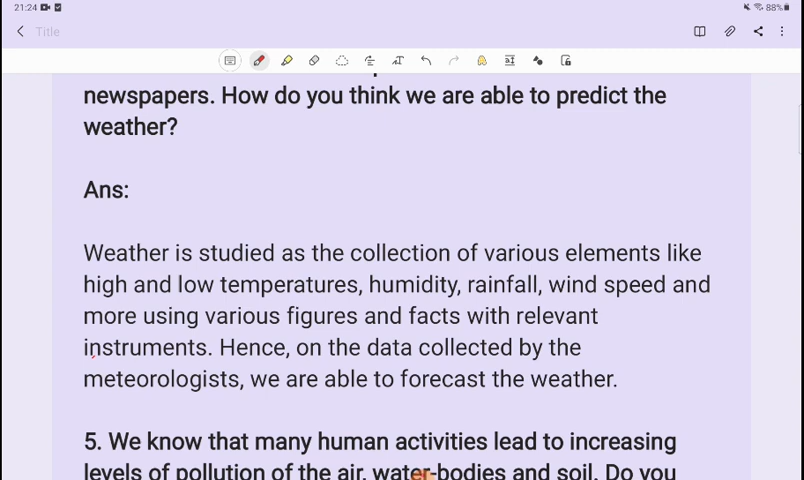 21:24
88%
Title
newspapers. How do you think we are able to predict the
weather?
Ans:
Weather is studied as the collection of various elements like
high and low temperatures, humidity, rainfall, wind speed and
more using various figures and facts with relevant
instruments. Hence, on the data collected by the
meteorologists, we are able to forecast the weather.
5. We know that many human activities lead to increasing
levels of pollution of the air, water-bodies and soil. Do you